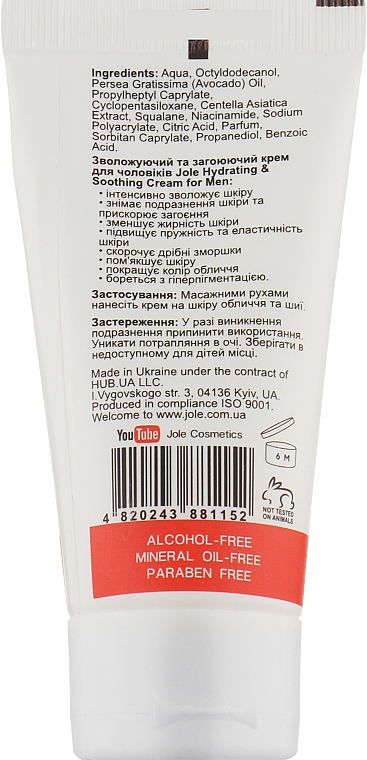 Ingredients: Aqua, Octyldodecanol,
Persea Gratissima (Avocado) Oil,
Propylheptyl Caprylate,
Cyclopentasiloxane, Centella Asiatica
Extract, Squalane, Niacinamide, Sodium
Polyacrylate, Citric Acid, Parfum,
Sorbitan Caprylate, Propanediol, Benzoic
Acid.
Зволожуючий та загоюючий крем
для чоловіків Jole Hydrating &
Soothing Cream for Men:
• інтенсивно зволожує шкіру
• знімає подразнення шкіри та
прискорює загоєння
• зменшує жирність шкіри
• підвищує пружність та еластичність
шкіри
• скорочує дрібні зморшки
• пом'якшує шкіру
• покращує колір обличчя
• бореться з гіперпігментацією.
Застосування: Масажними рухами
нанесіть крем на шкіру обличчя та шиї.
Застереження: У разі виникнення
подразнення припинити використання.
Уникати потрапляння в очі. Зберігати в
недоступному для дітей місці.
Made in Ukraine under the contract of
HUB.UA LLC.
I.Vygovskogo str. 3, 04136 Kyiv, UA.
Produced in compliance ISO 9001.
Welcome to www.jole.com.ua
YouTube Jole Cosmetics
6 M
4 820243 881152
NOT TESTED
ON ANIMALS
ALCOHOL-FREE
MINERAL OIL-FREE
PARABEN FREE